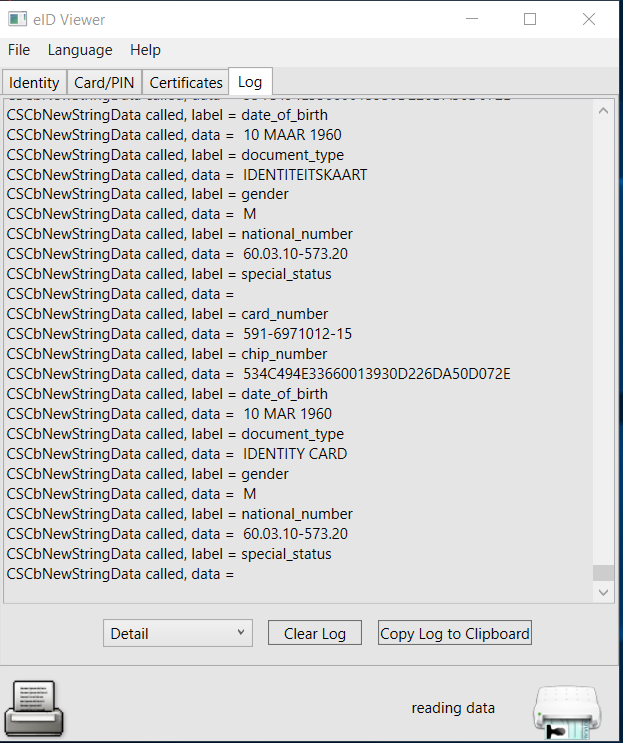 eID Viewer
File Language Help
Identity Card/PIN Certificates Log
CSCbNewStringData called, label = date_of_birth
CSCbNewStringData called, data = 10 MAAR 1960
CSCbNewStringData called, label = document_type
CSCbNewStringData called, data = IDENTITEITSKAART
CSCbNewStringData called, label = gender
CSCbNewStringData called, data = M
CSCbNewStringData called, label = national_number
CSCbNewStringData called, data = 60.03.10-573.20
CSCbNewStringData called, label = special_status
CSCbNewStringData called, data =
CSCbNewStringData called, label = card_number
CSCbNewStringData called, data = 591-6971012-15
CSCbNewStringData called, label = chip_number
CSCbNewStringData called, data = 534C494E33660013930D226DA50D072E
CSCbNewStringData called, label = date_of_birth
CSCbNewStringData called, data = 10 MAR 1960
CSCbNewStringData called, label = document_type
CSCbNewStringData called, data = IDENTITY CARD
CSCbNewStringData called, label = gender
CSCbNewStringData called, data = M
CSCbNewStringData called, label = national_number
CSCbNewStringData called, data = 60.03.10-573.20
CSCbNewStringData called, label = special_status
CSCbNewStringData called, data =
Detail Clear Log Copy Log to Clipboard
reading data